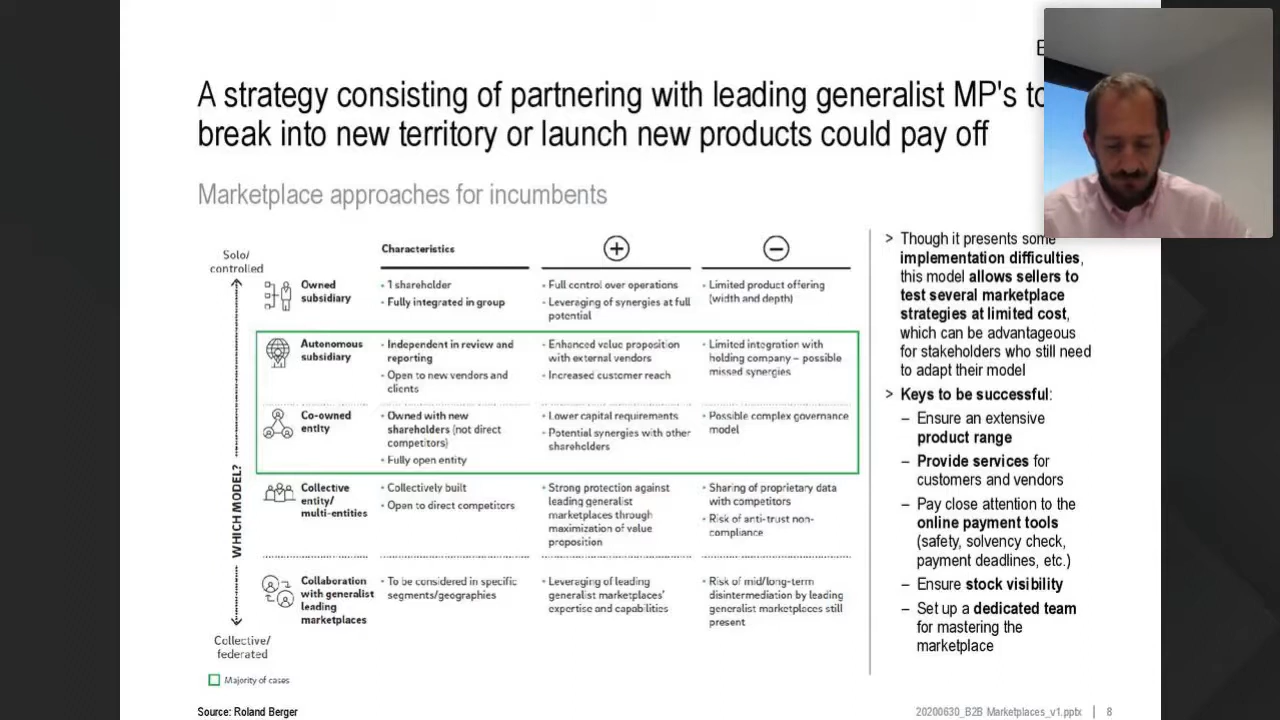 A strategy consisting of partnering with leading generalist MP's to
break into new territory or launch new products could pay off
Marketplace approaches for incumbents
Solo/
controlled
WHICH MODEL?
Collective/
federated
Characteristics
+
−
Owned
subsidiary
• 1 shareholder
• Fully integrated in group
• Full control over operations
• Leveraging of synergies at full
potential
• Limited product offering
(width and depth)
Autonomous
subsidiary
• Independent in review and
reporting
• Open to new vendors and
clients
• Enhanced value proposition
with external vendors
• Increased customer reach
• Limited integration with
holding company – possible
missed synergies
Co-owned
entity
• Owned with new
shareholders (not direct
competitors)
• Fully open entity
• Lower capital requirements
• Potential synergies with other
shareholders
• Possible complex governance
model
Collective
entity/
multi-entities
• Collectively built
• Open to direct competitors
• Strong protection against
leading generalist
marketplaces through
maximization of value
proposition
• Sharing of proprietary data
with competitors
• Risk of anti-trust non-
compliance
Collaboration
with generalist
leading
marketplaces
• To be considered in specific
segments/geographies
• Leveraging of leading
generalist marketplaces'
expertise and capabilities
• Risk of mid/long-term
disintermediation by leading
generalist marketplaces still
present
Majority of cases
> Though it presents some
implementation difficulties,
this model allows sellers to
test several marketplace
strategies at limited cost,
which can be advantageous
for stakeholders who still need
to adapt their model
> Keys to be successful:
– Ensure an extensive
product range
– Provide services for
customers and vendors
– Pay close attention to the
online payment tools
(safety, solvency check,
payment deadlines, etc.)
– Ensure stock visibility
– Set up a dedicated team
for mastering the
marketplace
Source: Roland Berger
20200630_B2B Marketplaces_v1.pptx | 8